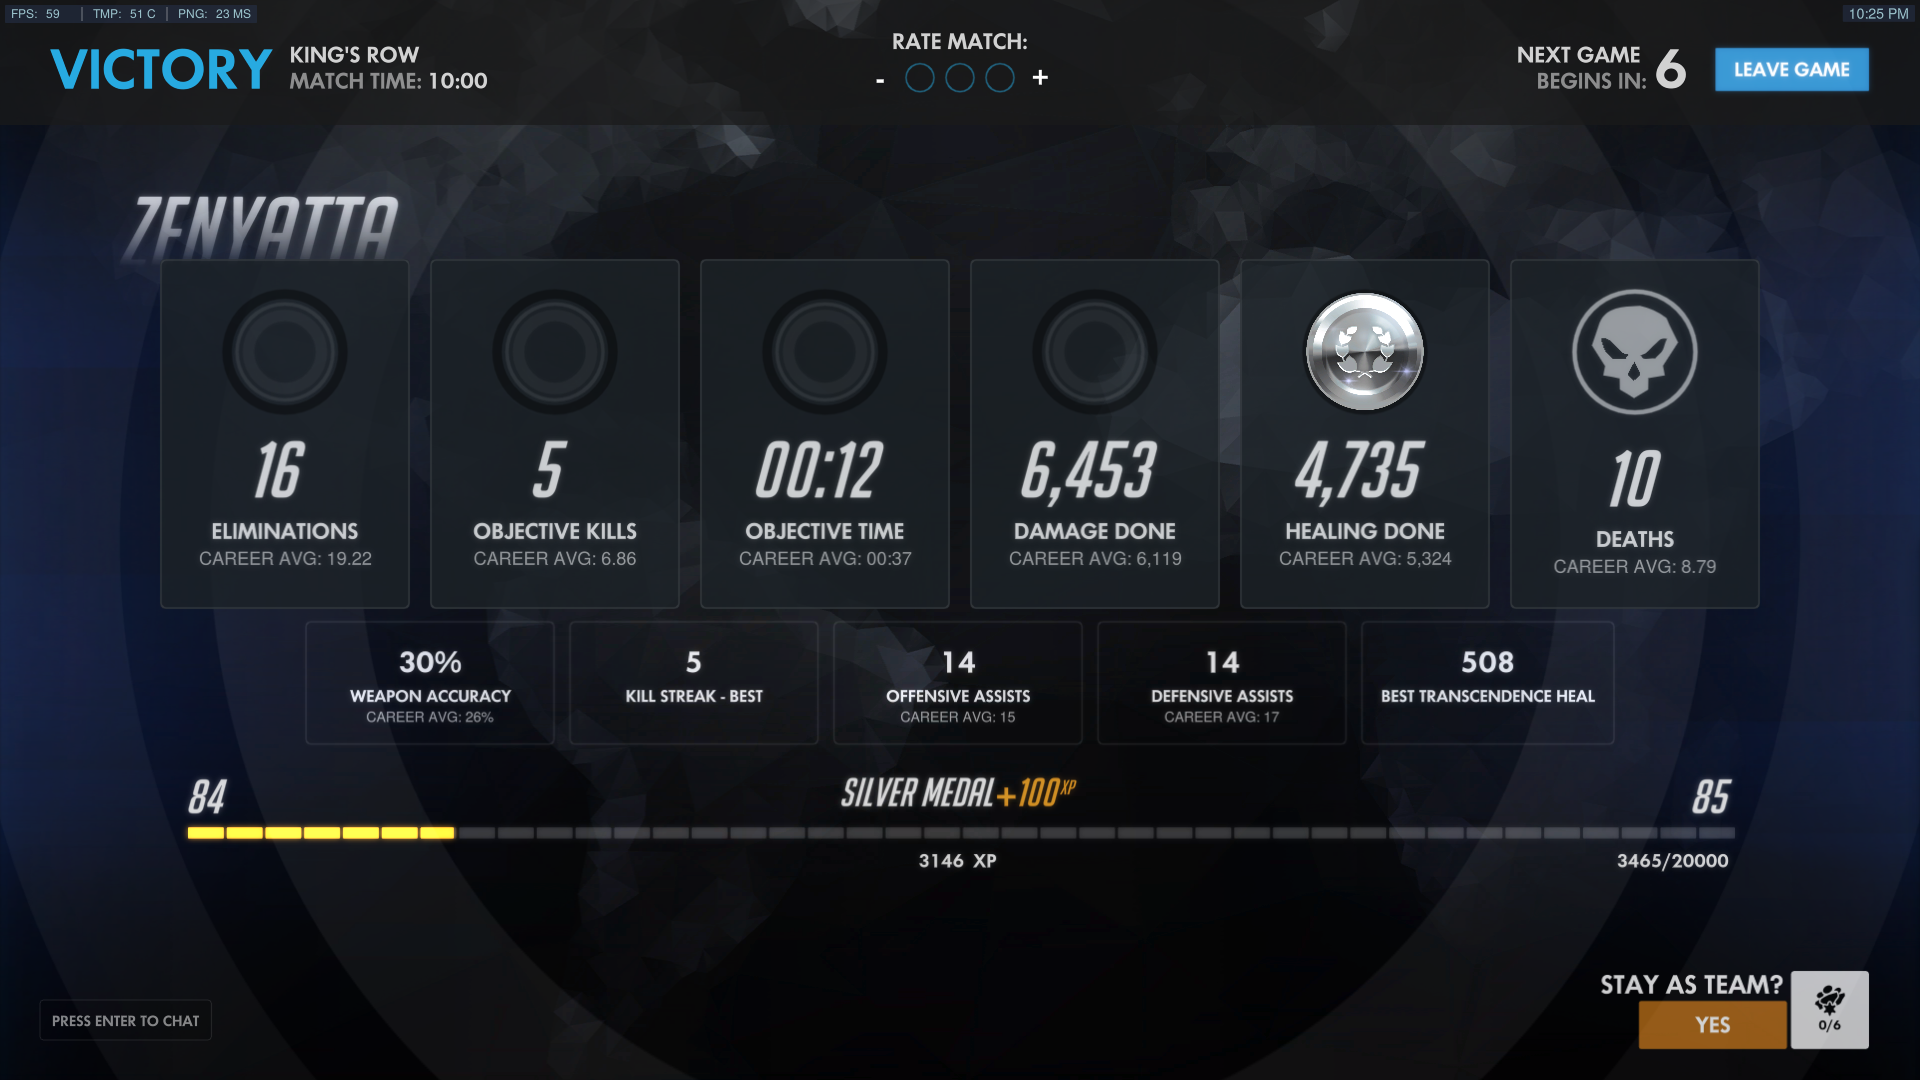 FPS: 59 | TMP: 51 C | PNG: 23 MS
10:25 PM
VICTORY
KING'S ROW
MATCH TIME: 10:00
RATE MATCH:
- +
NEXT GAME
BEGINS IN: 6
LEAVE GAME
ZENYATTA
16
ELIMINATIONS
CAREER AVG: 19.22
5
OBJECTIVE KILLS
CAREER AVG: 6.86
00:12
OBJECTIVE TIME
CAREER AVG: 00:37
6,453
DAMAGE DONE
CAREER AVG: 6,119
4,735
HEALING DONE
CAREER AVG: 5,324
10
DEATHS
CAREER AVG: 8.79
30%
WEAPON ACCURACY
CAREER AVG: 26%
5
KILL STREAK - BEST
14
OFFENSIVE ASSISTS
CAREER AVG: 15
14
DEFENSIVE ASSISTS
CAREER AVG: 17
508
BEST TRANSCENDENCE HEAL
84
SILVER MEDAL +100 XP
85
3146 XP
3465/20000
STAY AS TEAM?
YES
0/6
PRESS ENTER TO CHAT